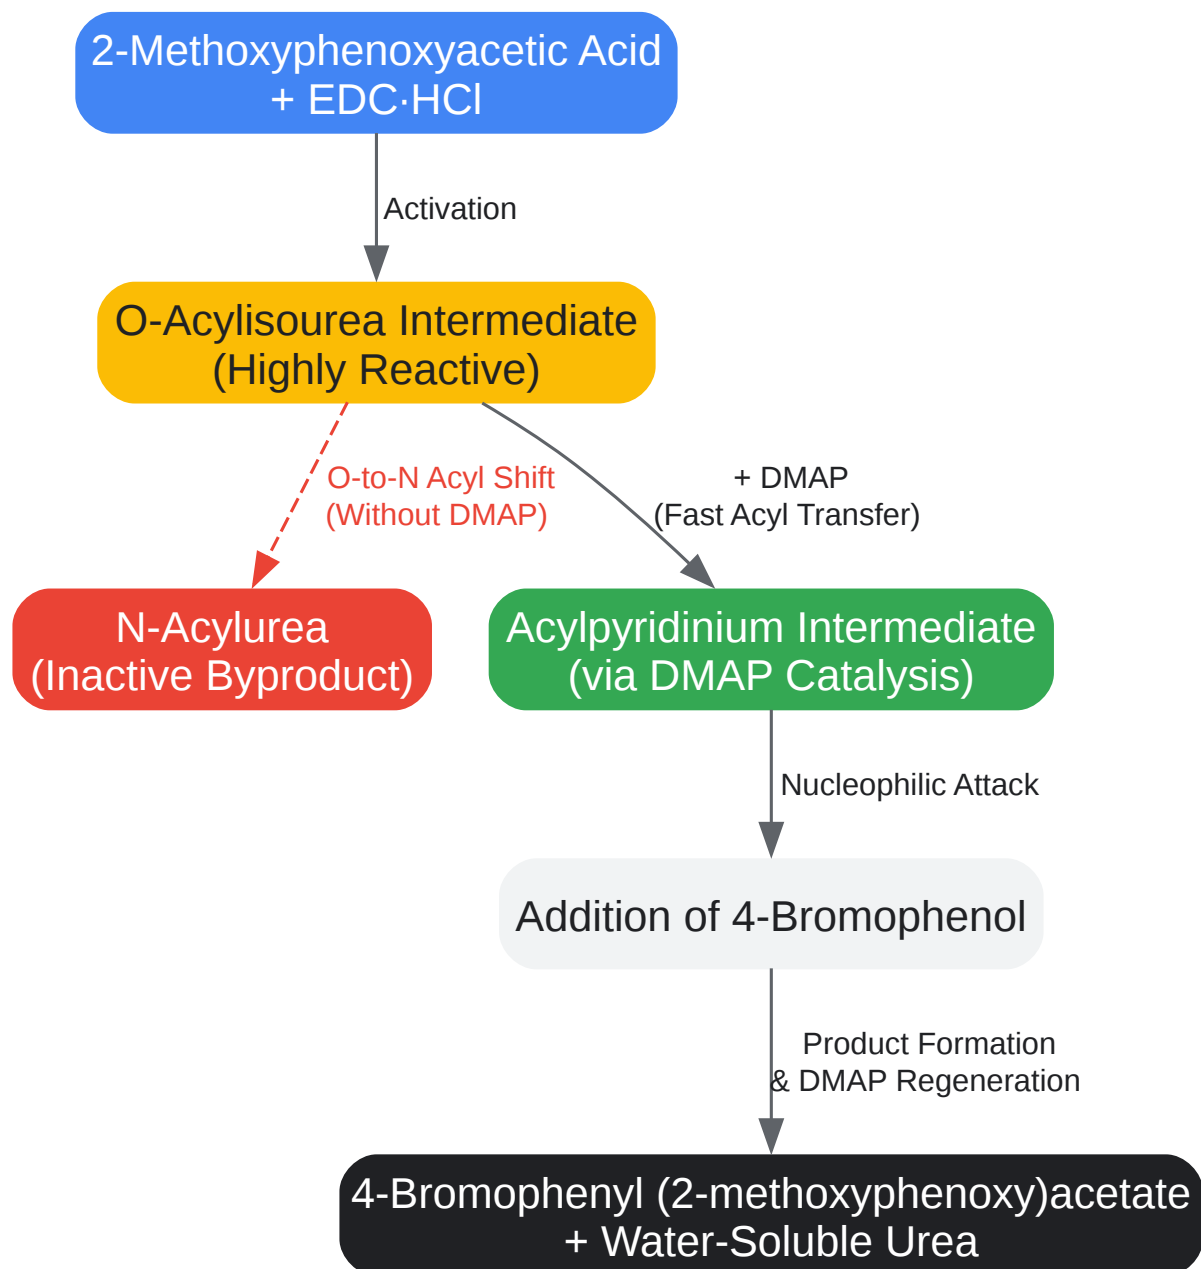 2-Methoxyphenoxyacetic Acid
+ EDC·HCl
Activation
O-Acylisourea Intermediate
(Highly Reactive)
O-to-N Acyl Shift
(Without DMAP)
+ DMAP
(Fast Acyl Transfer)
N-Acylurea
(Inactive Byproduct)
Acylpyridinium Intermediate
(via DMAP Catalysis)
Nucleophilic Attack
Addition of 4-Bromophenol
Product Formation
& DMAP Regeneration
4-Bromophenyl (2-methoxyphenoxy)acetate
+ Water-Soluble Urea